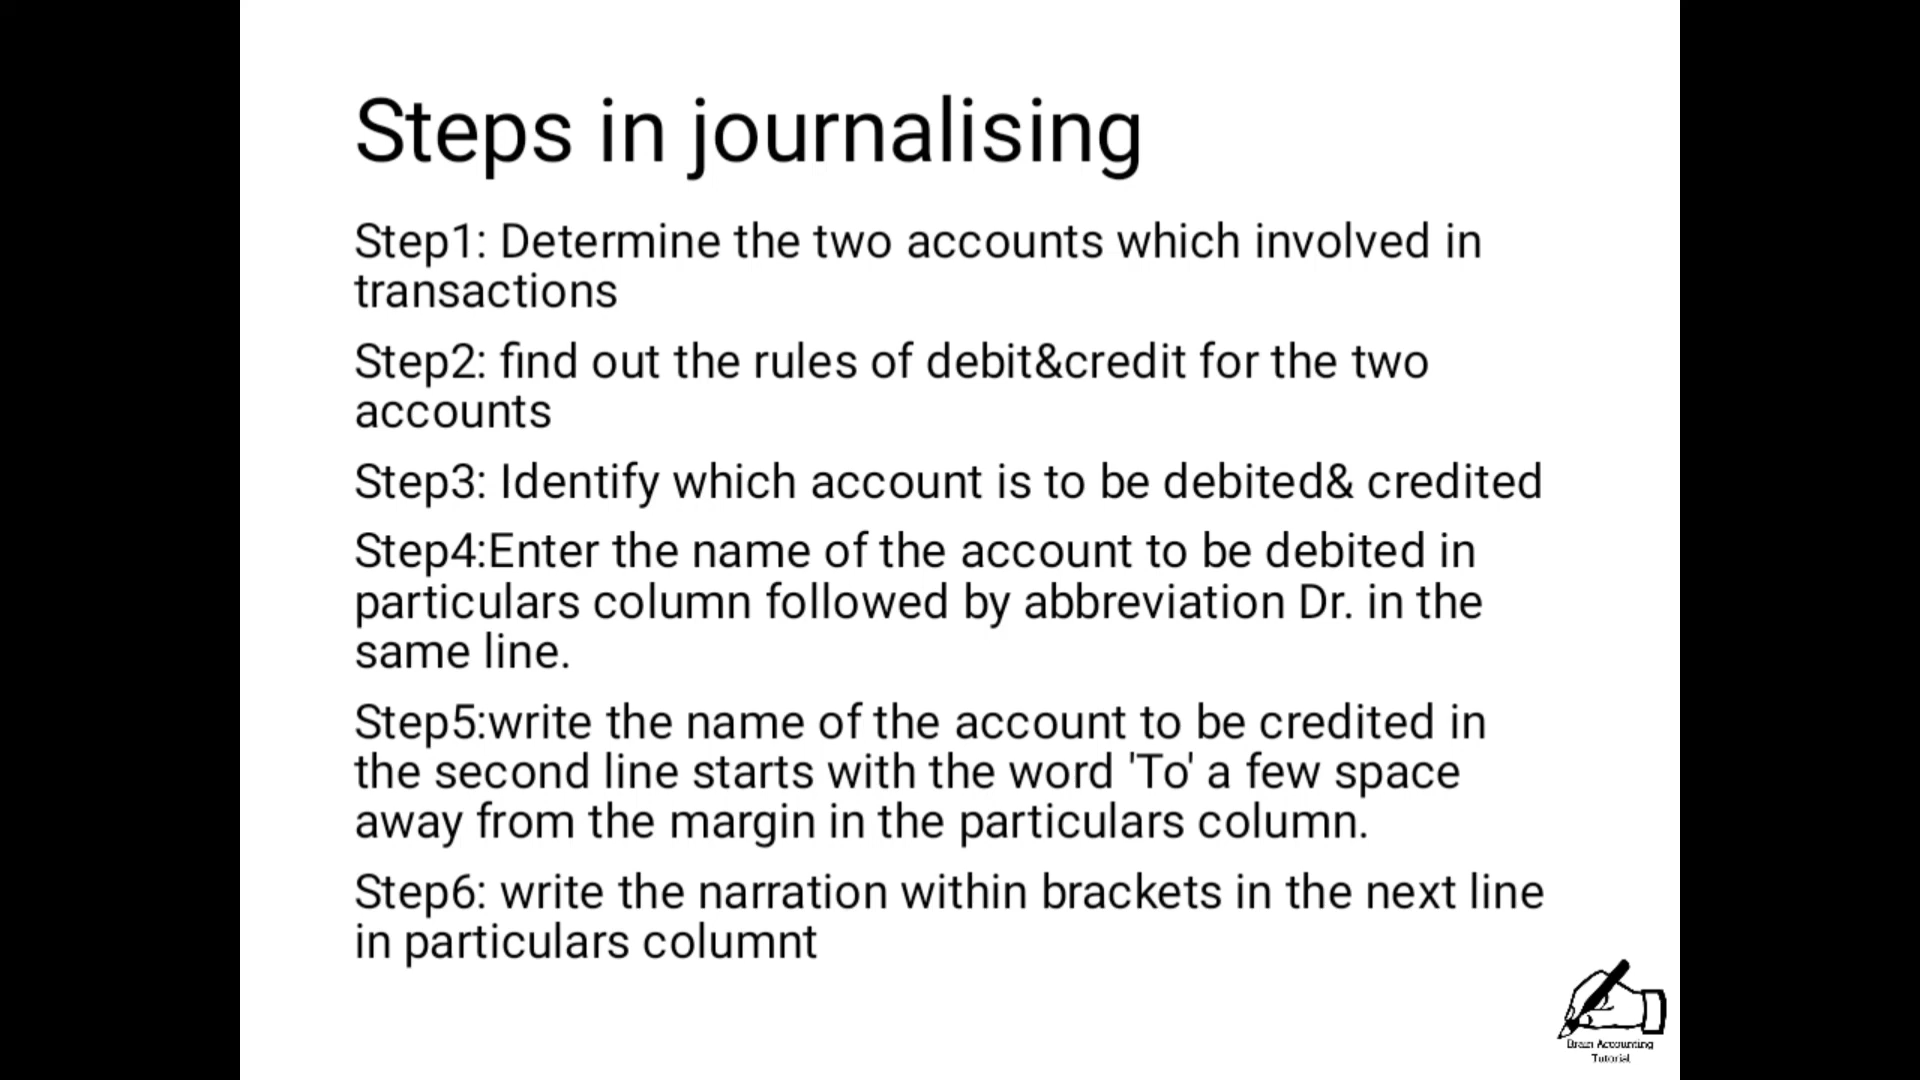 Steps in journalising
Step1: Determine the two accounts which involved in
transactions
Step2: find out the rules of debit&credit for the two
accounts
Step3: Identify which account is to be debited& credited
Step4:Enter the name of the account to be debited in
particulars column followed by abbreviation Dr. in the
same line.
Step5:write the name of the account to be credited in
the second line starts with the word 'To' a few space
away from the margin in the particulars column.
Step6: write the narration within brackets in the next line
in particulars columnt
Brain Accounting
Tutorial